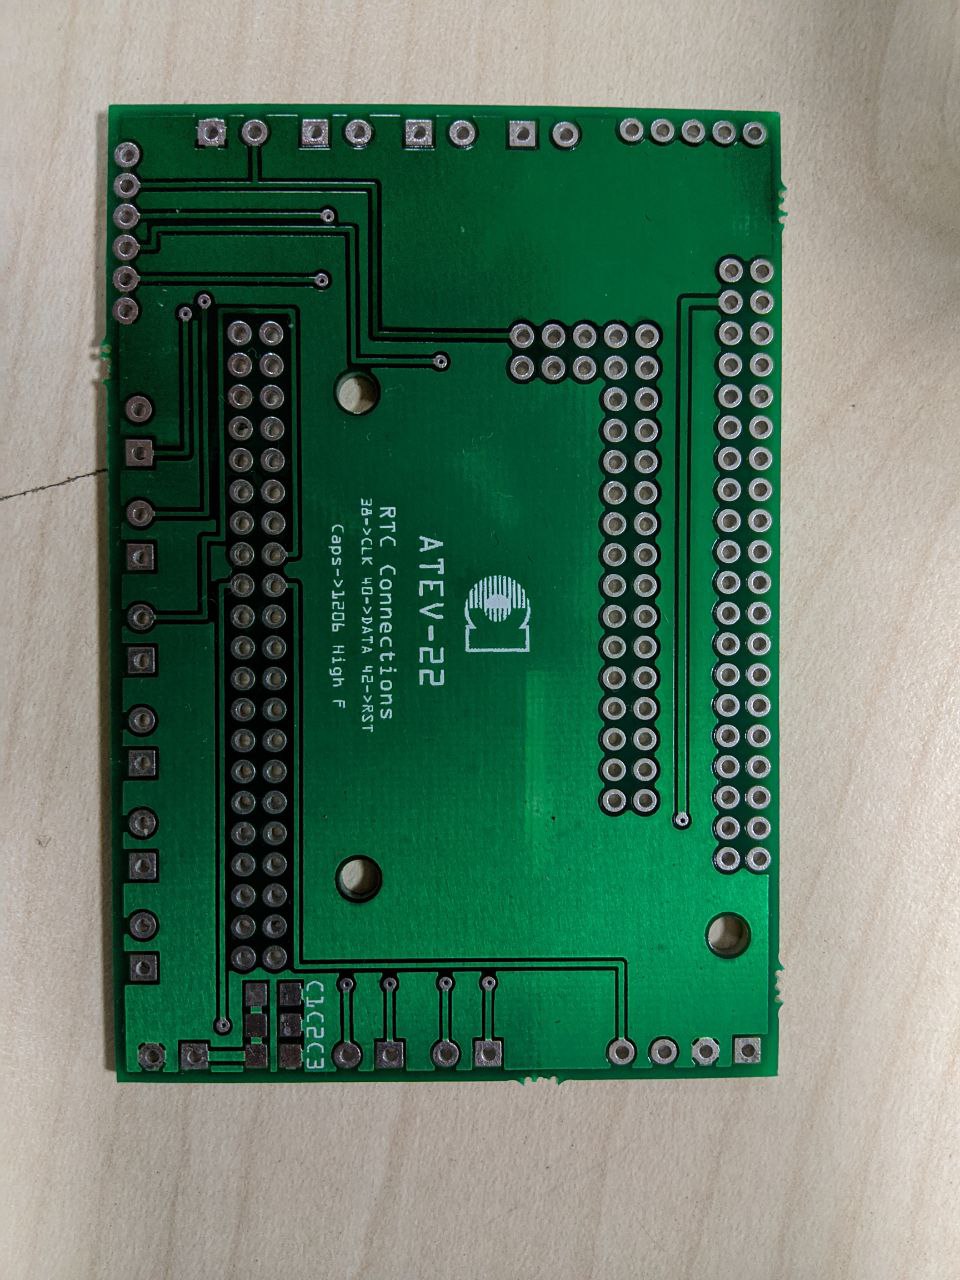 ATEV-22
RTC Connections
38->CLK 40->DATA 42->RST
Caps->1206 High F
C1C2C3